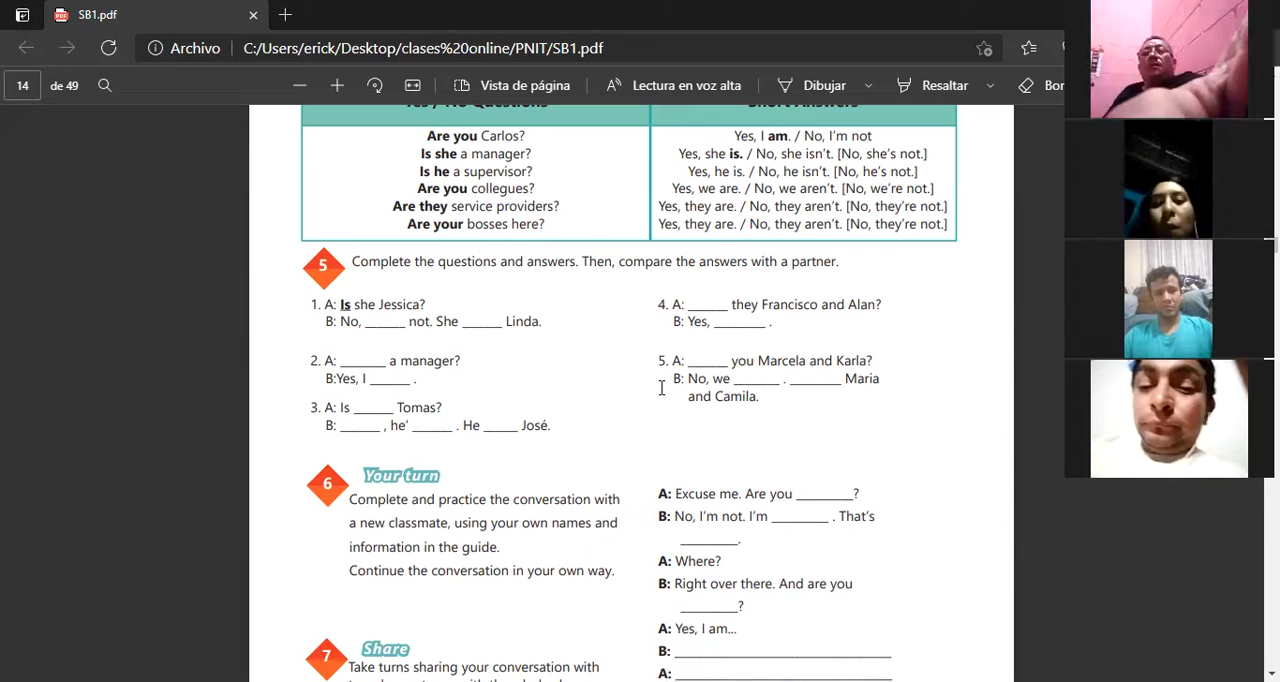 SB1.pdf
Archivo
C:/Users/erick/Desktop/clases%20online/PNIT/SB1.pdf
14
de 49
Vista de página
Lectura en voz alta
Dibujar
Resaltar
Bor
Yes / No Questions
Short Answers
Are you Carlos?
Yes, I am. / No, I'm not
Is she a manager?
Yes, she is. / No, she isn't. [No, she's not.]
Is he a supervisor?
Yes, he is. / No, he isn't. [No, he's not.]
Are you collegues?
Yes, we are. / No, we aren't. [No, we're not.]
Are they service providers?
Yes, they are. / No, they aren't. [No, they're not.]
Are your bosses here?
Yes, they are. / No, they aren't. [No, they're not.]
5
Complete the questions and answers. Then, compare the answers with a partner.
1. A: Is she Jessica?
B: No, ______ not. She ______ Linda.
2. A: _______ a manager?
B:Yes, I ______ .
3. A: Is ______ Tomas?
B: ______ , he' ______ . He _____ José.
4. A: ______ they Francisco and Alan?
B: Yes, ________ .
5. A: ______ you Marcela and Karla?
B: No, we _______ . ________ Maria
and Camila.
6
Your turn
Complete and practice the conversation with
a new classmate, using your own names and
information in the guide.
Continue the conversation in your own way.
A: Excuse me. Are you _________?
B: No, I'm not. I'm _________ . That's
_________.
A: Where?
B: Right over there. And are you
_________?
A: Yes, I am...
B: __________________________________
A: __________________________________
7
Share
Take turns sharing your conversation with